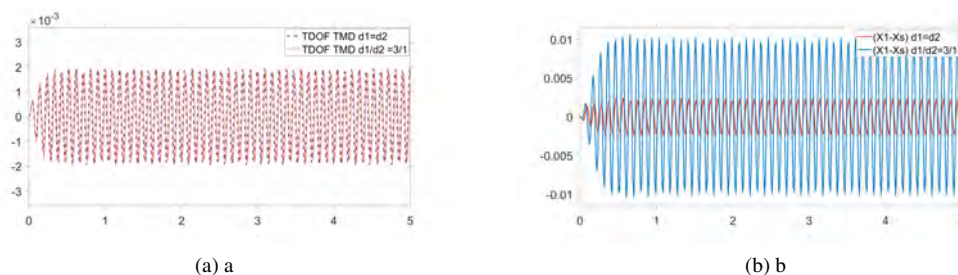 ×10⁻³
3
2
1
0
-1
-2
-3
0 1 2 3 4 5
TDOF TMD d1=d2
TDOF TMD d1/d2 =3/1
(a) a
0.01
0.005
0
-0.005
-0.01
0 1 2 3 4
(X1-Xs) d1=d2
(X1-Xs) d1/d2=3/1
(b) b